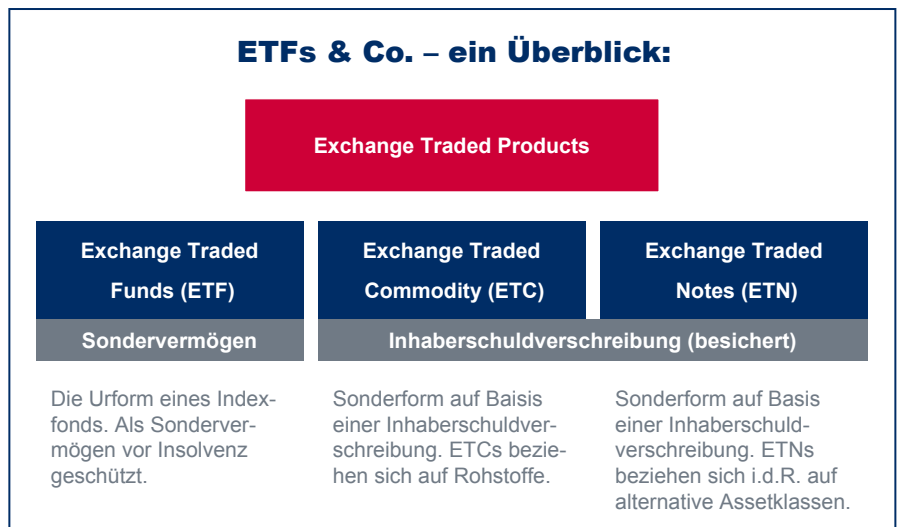 ETFs & Co. – ein Überblick:
Exchange Traded Products
Exchange Traded
Funds (ETF)
Exchange Traded
Commodity (ETC)
Exchange Traded
Notes (ETN)
Sondervermögen
Inhaberschuldverschreibung (besichert)
Die Urform eines Index-
fonds. Als Sonderver-
mögen vor Insolvenz
geschützt.
Sonderform auf Baisis
einer Inhaberschuldver-
schreibung. ETCs bezie-
hen sich auf Rohstoffe.
Sonderform auf Basis
einer Inhaberschuld-
verschreibung. ETNs
beziehen sich i.d.R. auf
alternative Assetklassen.